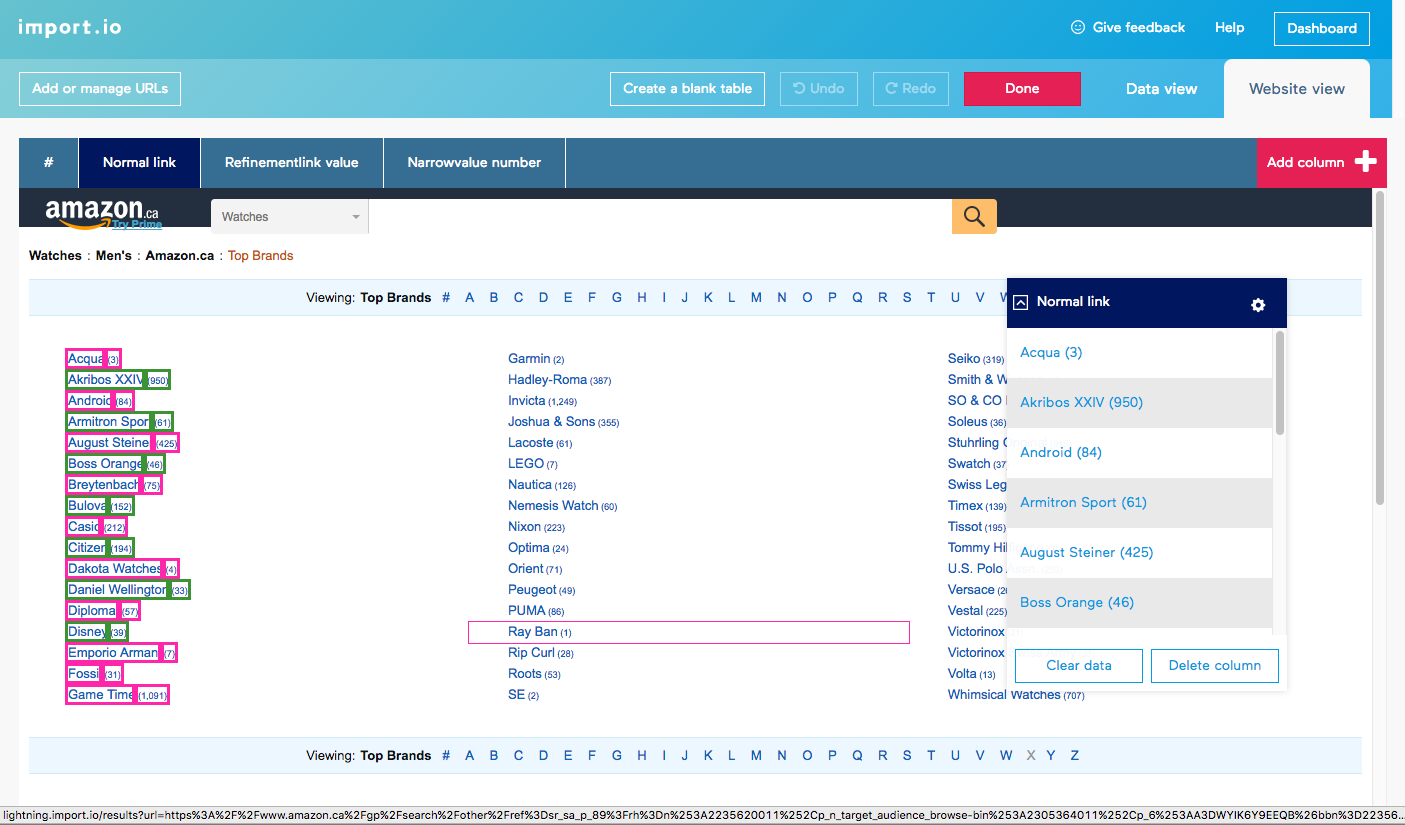 import.io
Give feedback Help Dashboard
Add or manage URLs Create a blank table Undo Redo Done Data view Website view
# Normal link Refinementlink value Narrowvalue number Add column
amazon.ca Try Prime Watches
Watches : Men's : Amazon.ca : Top Brands
Viewing: Top Brands # A B C D E F G H I J K L M N O P Q R S T U V W
Acqua (3)
Akribos XXIV (950)
Android (84)
Armitron Sport (61)
August Steiner (425)
Boss Orange (46)
Breytenbach (75)
Bulova (152)
Casio (212)
Citizen (194)
Dakota Watches (4)
Daniel Wellington (33)
Diploma (57)
Disney (39)
Emporio Armani (7)
Fossil (31)
Game Time (1,091)
Garmin (2)
Hadley-Roma (387)
Invicta (1,249)
Joshua & Sons (355)
Lacoste (61)
LEGO (7)
Nautica (126)
Nemesis Watch (60)
Nixon (223)
Optima (24)
Orient (71)
Peugeot (49)
PUMA (86)
Ray Ban (1)
Rip Curl (28)
Roots (53)
SE (2)
Seiko (319)
Smith & W
SO & CO
Soleus (36)
Stuhrling
Swatch (37
Swiss Leg
Timex (139)
Tissot (195)
Tommy Hil
U.S. Polo
Versace (2
Vestal (225)
Victorinox
Victorinox
Volta (13)
Whimsical Watches (707)
Normal link
Acqua (3)
Akribos XXIV (950)
Android (84)
Armitron Sport (61)
August Steiner (425)
Boss Orange (46)
Clear data Delete column
Viewing: Top Brands # A B C D E F G H I J K L M N O P Q R S T U V W X Y Z
lightning.import.io/results?url=https%3A%2F%2Fwww.amazon.ca%2Fgp%2Fsearch%2Fother%2Fref%3Dsr_sa_p_89%3Frh%3Dn%253A2235620011%252Cp_n_target_audience_browse-bin%253A2305364011%252Cp_6%253AA3DWYIK6Y9EEQB%26bbn%3D22356...